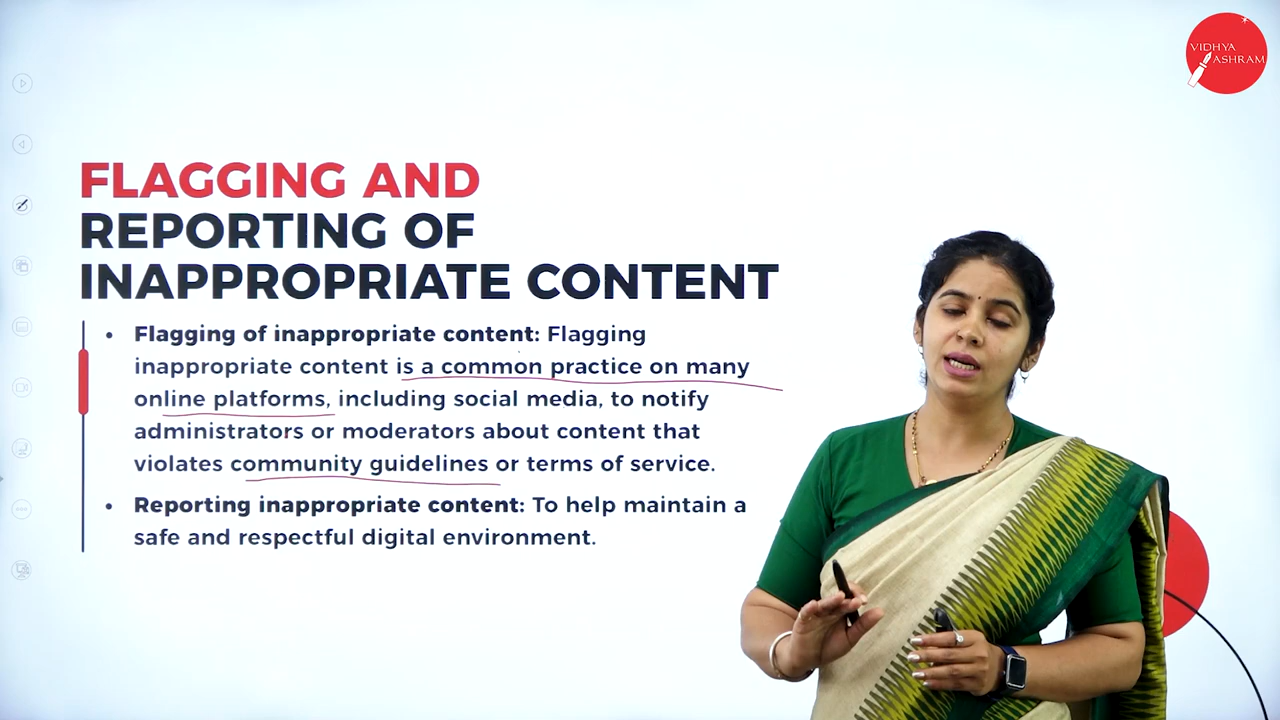 VIDHYA
ASHRAM
FLAGGING AND
REPORTING OF
INAPPROPRIATE CONTENT
• Flagging of inappropriate content: Flagging
inappropriate content is a common practice on many
online platforms, including social media, to notify
administrators or moderators about content that
violates community guidelines or terms of service.
• Reporting inappropriate content: To help maintain a
safe and respectful digital environment.